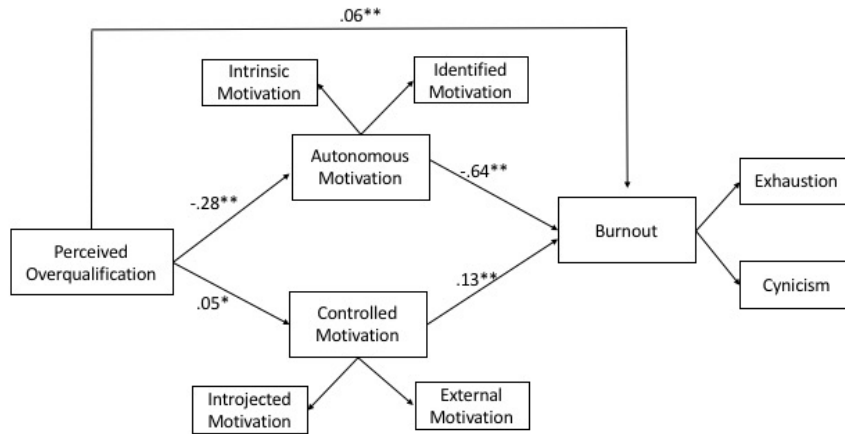 .06**
Intrinsic
Motivation
Identified
Motivation
Autonomous
Motivation
-.28**
-.64**
Exhaustion
Perceived
Overqualification
Burnout
.05*
.13**
Cynicism
Controlled
Motivation
Introjected
Motivation
External
Motivation